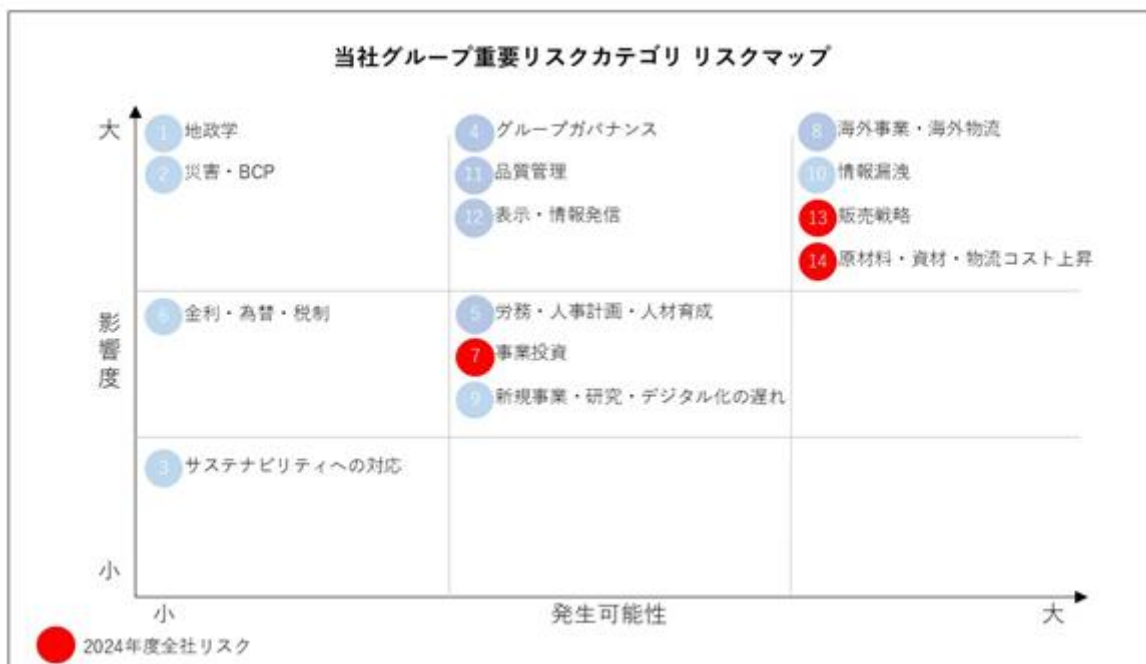 当社グループ重要リスクカテゴリ リスクマップ
大
1 地政学
4 グループガバナンス
8 海外事業・海外物流
2 災害・BCP
11 品質管理
10 情報漏洩
12 表示・情報発信
13 販売戦略
14 原材料・資材・物流コスト上昇
影響度
6 金利・為替・税制
5 労務・人事計画・人材育成
7 事業投資
9 新規事業・研究・デジタル化の遅れ
3 サステナビリティへの対応
小
小
発生可能性
大
2024年度全社リスク